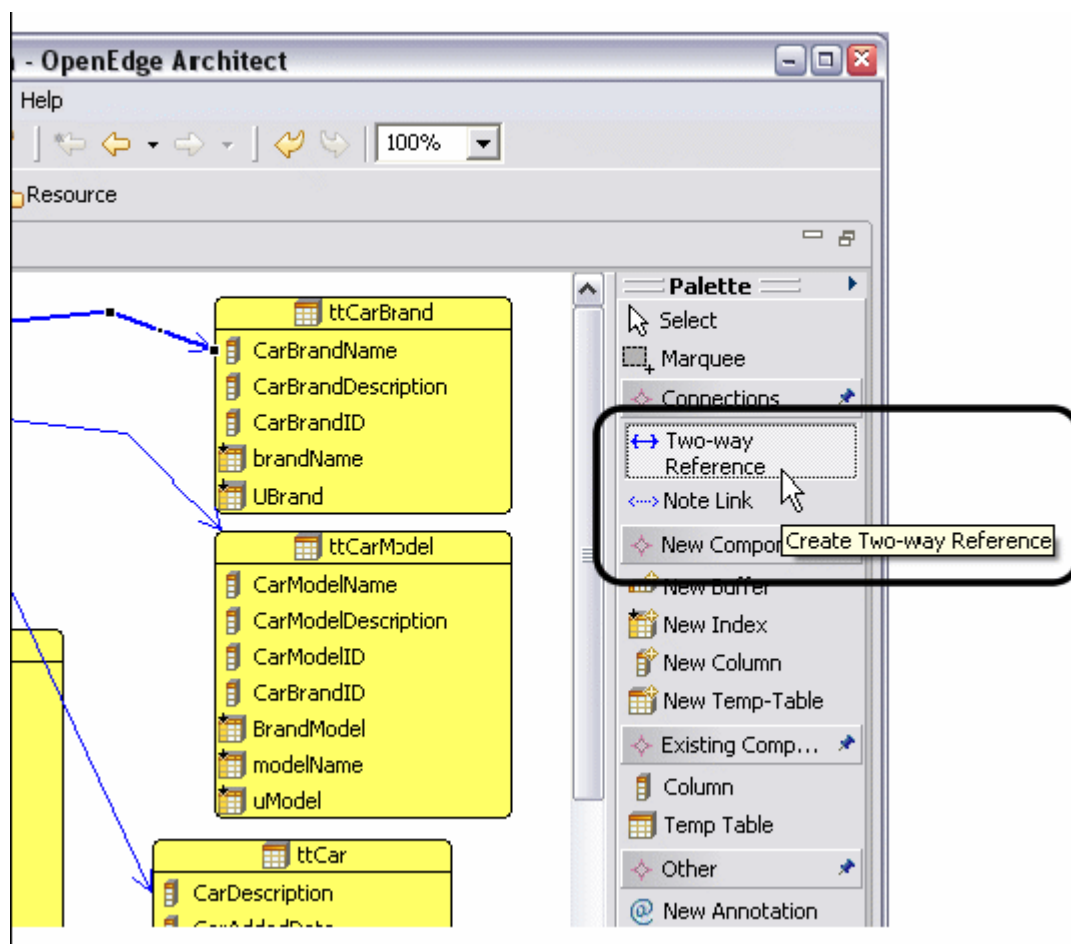 - OpenEdge Architect
Help
100%
Resource
ttCarBrand
CarBrandName
CarBrandDescription
CarBrandID
brandName
UBrand
ttCarModel
CarModelName
CarModelDescription
CarModelID
CarBrandID
BrandModel
modelName
uModel
ttCar
CarDescription
Palette
Select
Marquee
Connections
Two-way
Reference
Note Link
New Compo
Create Two-way Reference
New Buffer
New Index
New Column
New Temp-Table
Existing Comp...
Column
Temp Table
Other
New Annotation